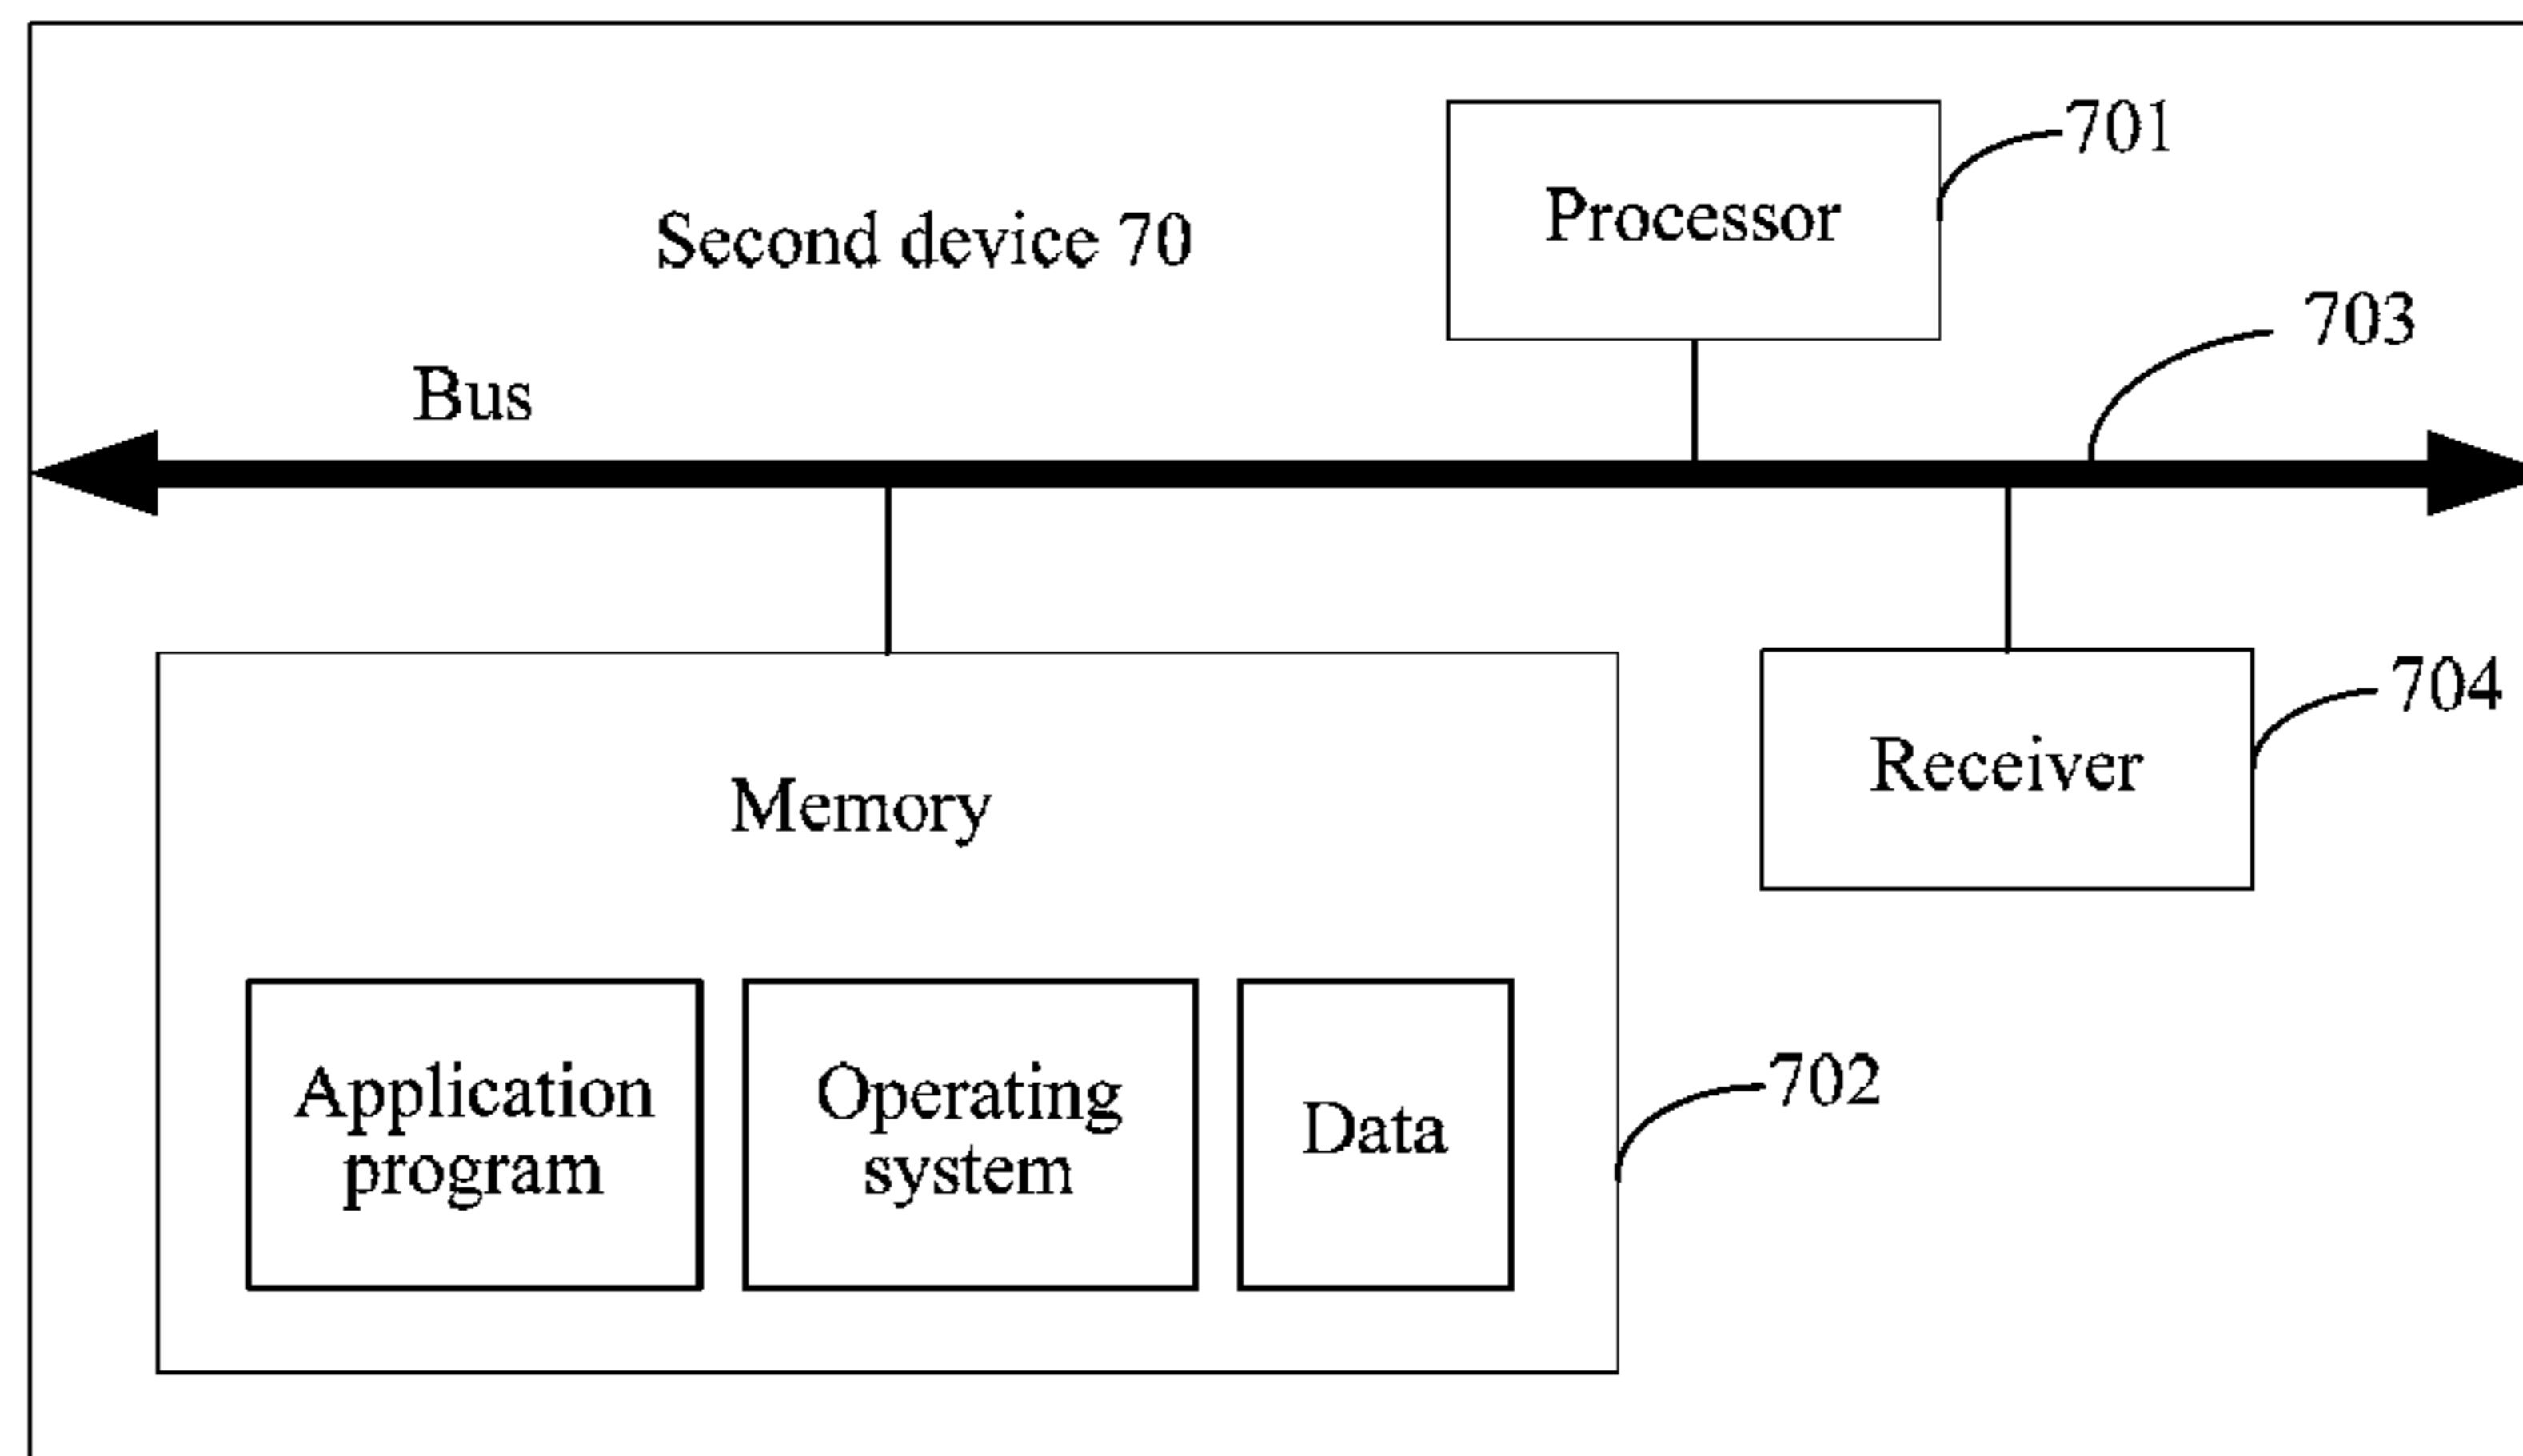 701
Processor
Second device 70
703
Bus
704
Receiver
Memory
702
Application
program
Operating
system
Data